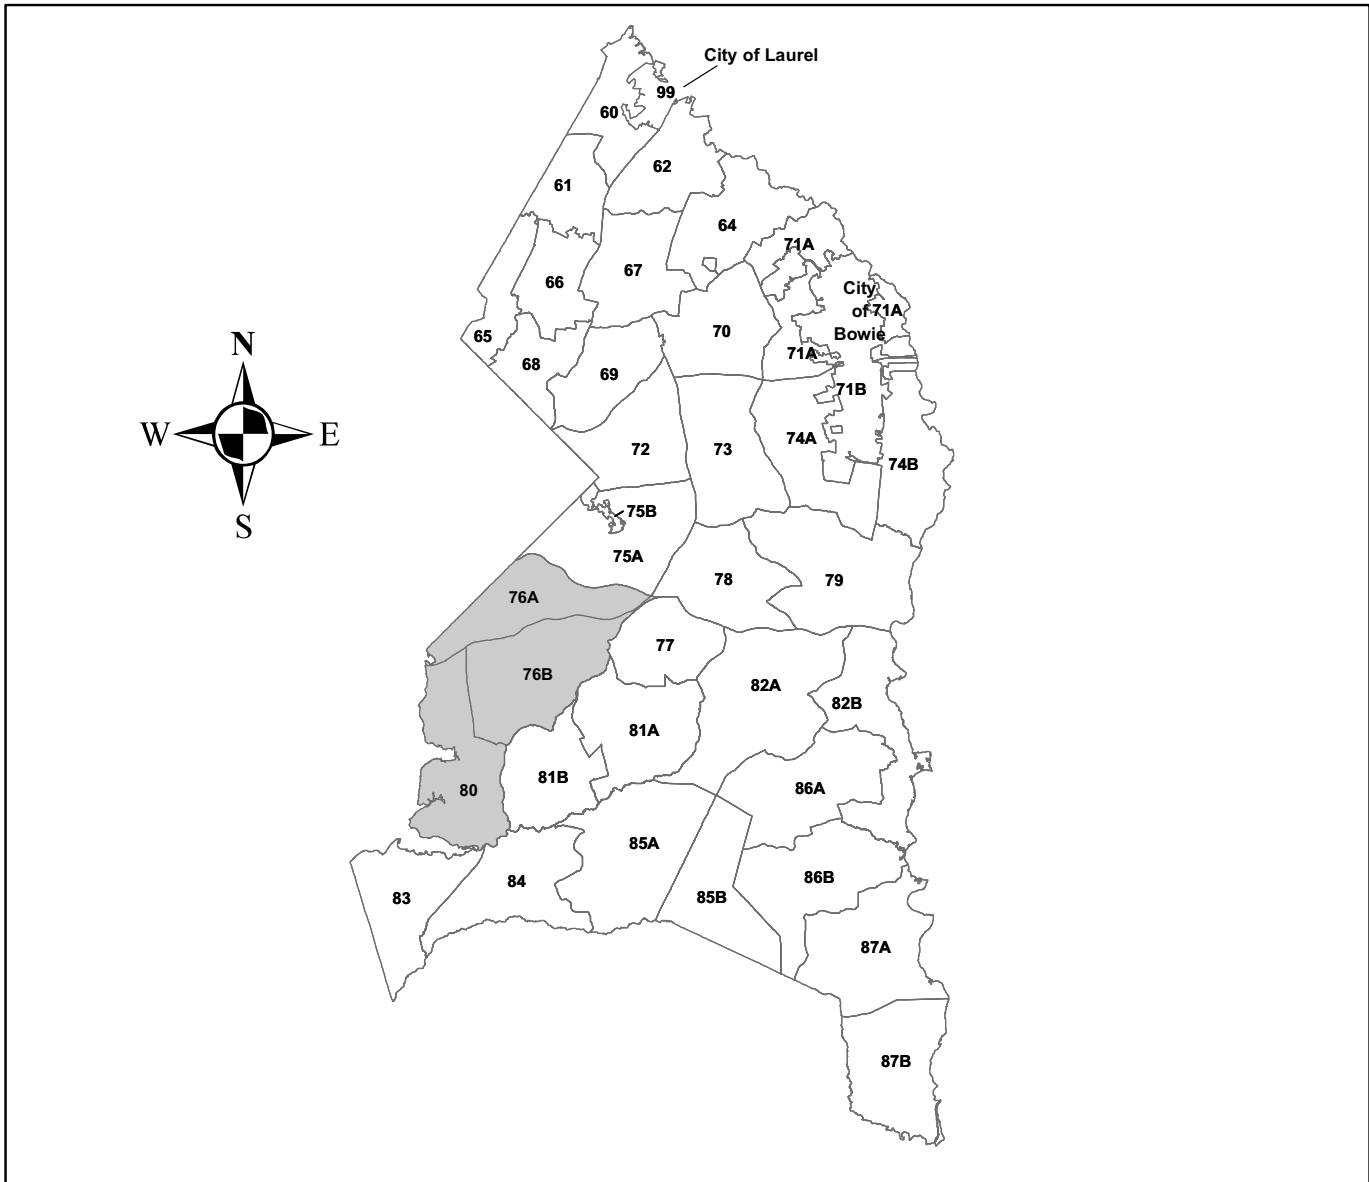 City of Laurel
99
60
62
61
64
71A
67
66
City
of 71A
Bowie
65
70
71A
68
69
71B
72
73
74A
74B
75B
75A
78
79
76A
77
76B
82A
82B
81A
81B
80
86A
85A
86B
84
83
85B
87A
87B
N
W
E
S